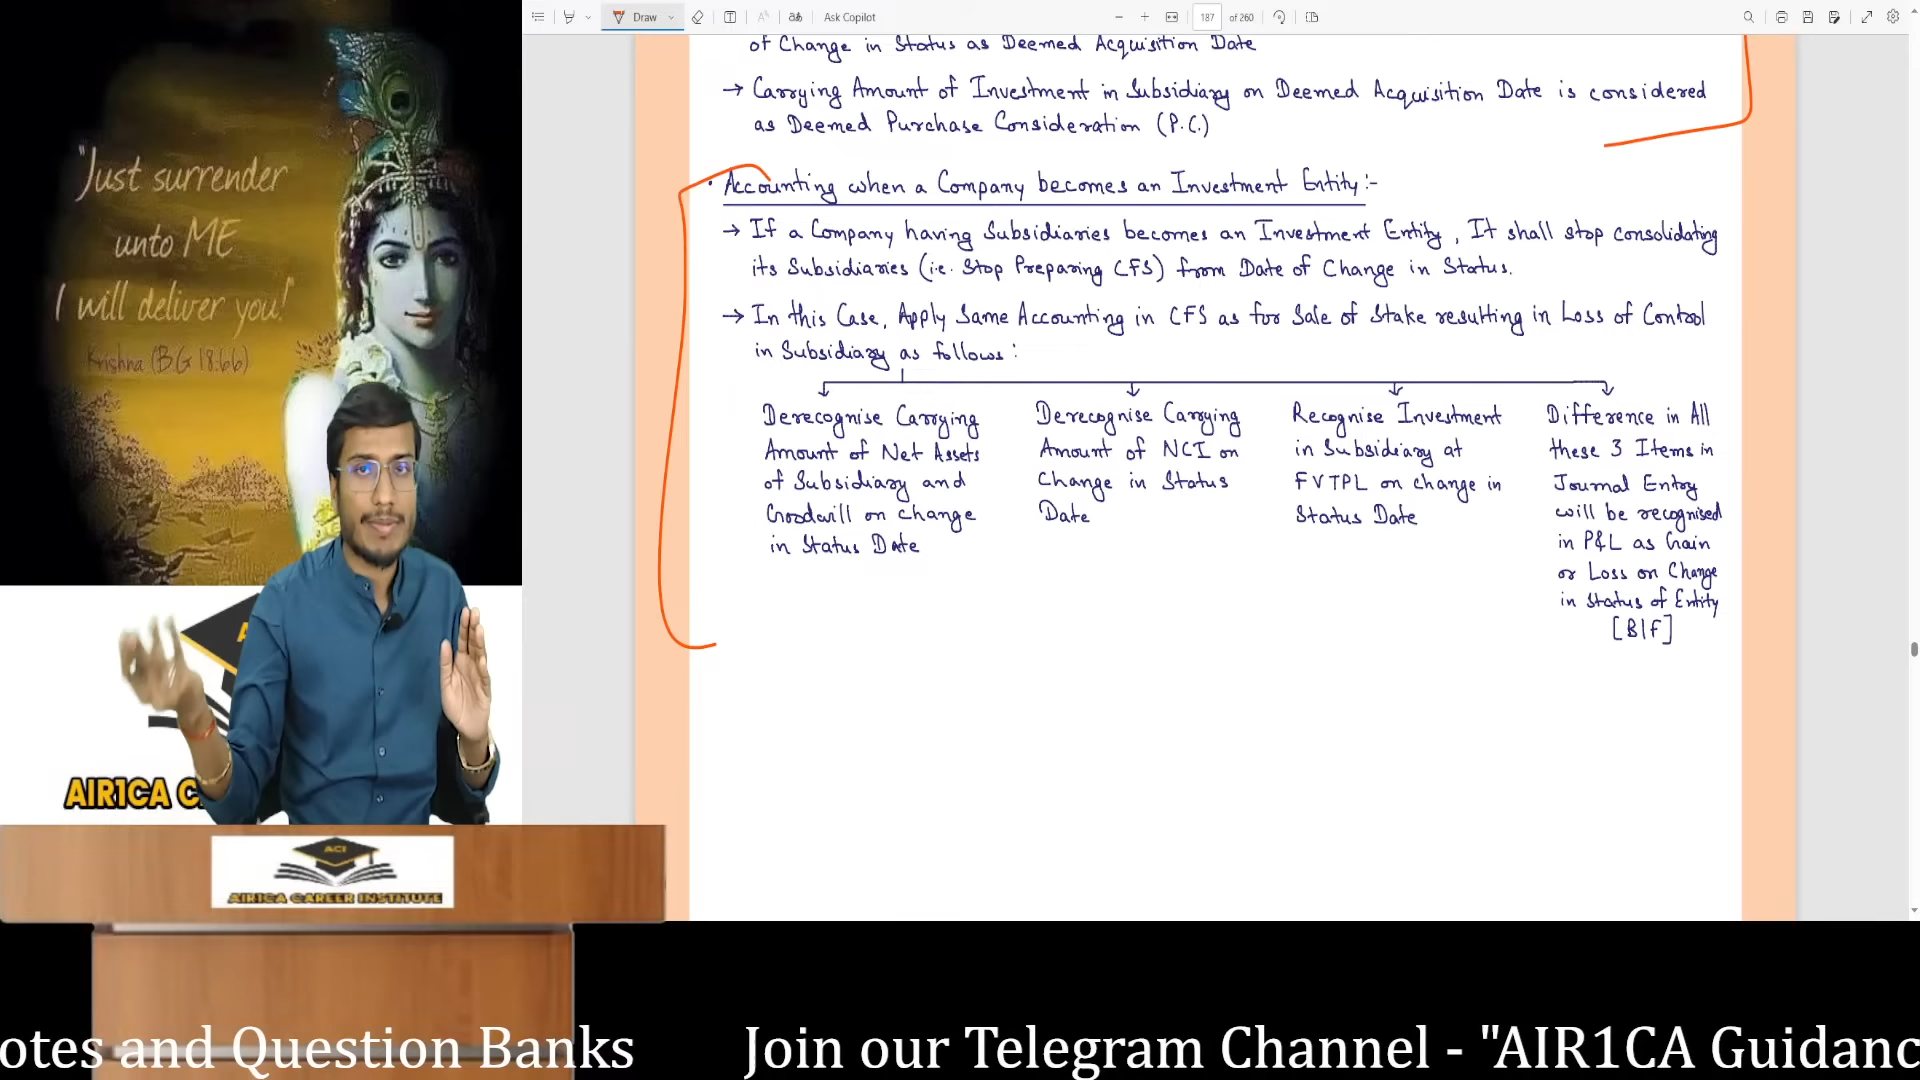 Draw
Ask Copilot
187
of 260
of Change in Status as Deemed Acquisition Date
→ Carrying Amount of Investment in Subsidiary on Deemed Acquisition Date is considered
as Deemed Purchase Consideration (P.C.)
• Accounting when a Company becomes an Investment Entity :-
→ If a Company having Subsidiaries becomes an Investment Entity, It shall stop consolidating
its Subsidiaries (i.e. Stop Preparing CFS) from Date of Change in Status.
→ In this Case, Apply Same Accounting in CFS as for Sale of Stake resulting in Loss of Control
in Subsidiary as follows :
Derecognise Carrying
Amount of Net Assets
of Subsidiary and
Goodwill on change
in Status Date
Derecognise Carrying
Amount of NCI on
Change in Status
Date
Recognise Investment
in Subsidiary at
FVTPL on change in
Status Date
Difference in All
these 3 Items in
Journal Entry
will be recognised
in P&L as Gain
or Loss on Change
in Status of Entity
[B/F]
"Just surrender
unto ME
I will deliver you!"
Krishna (B.G 18:66)
AIR1CA C
ACI
AIR1CA CAREER INSTITUTE
otes and Question Banks
Join our Telegram Channel - "AIR1CA Guidanc